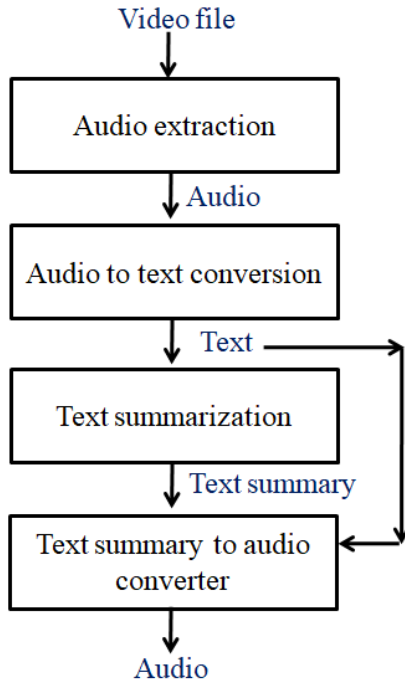 Video file
Audio extraction
Audio
Audio to text conversion
Text
Text summarization
Text summary
Text summary to audio
converter
Audio